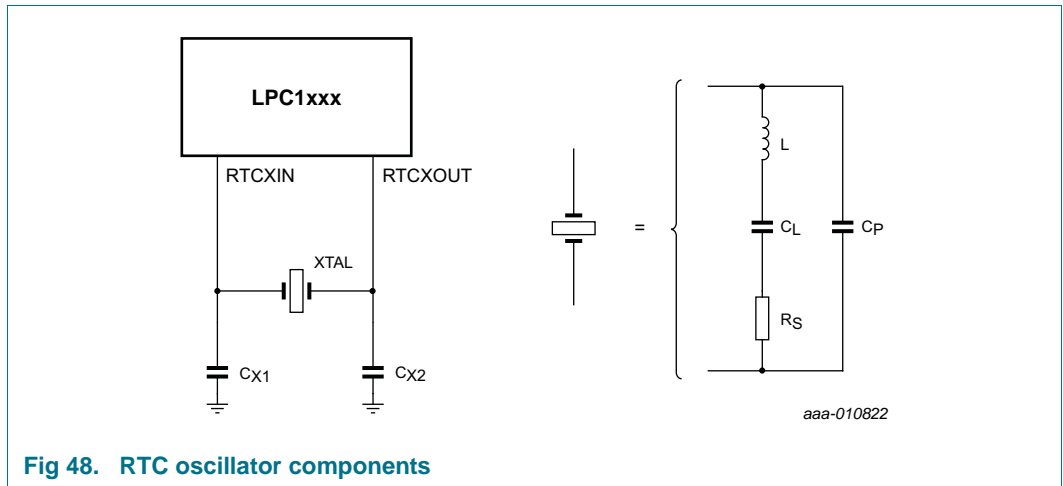 LPC1xxx
RTCXIN
RTCXOUT
XTAL
CX1
CX2
=
L
CL
CP
RS
aaa-010822
Fig 48. RTC oscillator components